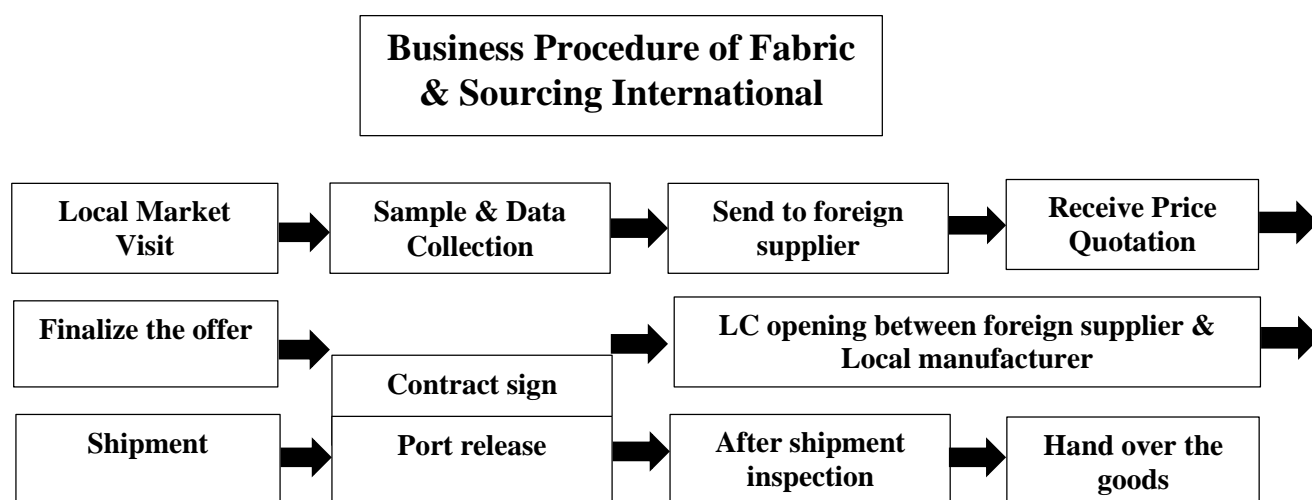 Business Procedure of Fabric
& Sourcing International
Local Market
Visit
Sample & Data
Collection
Send to foreign
supplier
Receive Price
Quotation
Finalize the offer
Contract sign
LC opening between foreign supplier &
Local manufacturer
Shipment
Port release
After shipment
inspection
Hand over the
goods